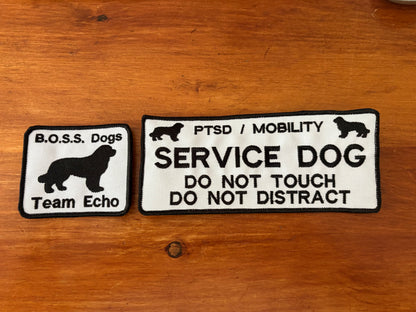 B.O.S.S. Dogs
Team Echo
PTSD / MOBILITY
SERVICE DOG
DO NOT TOUCH
DO NOT DISTRACT